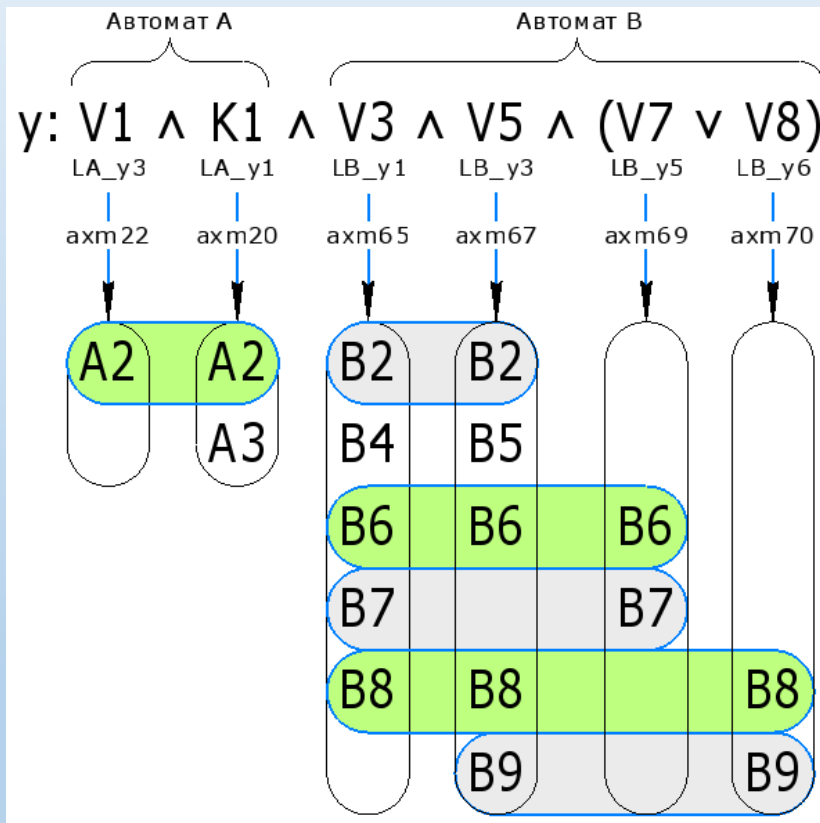 Автомат A Автомат B
y: V1 ∧ K1 ∧ V3 ∧ V5 ∧ (V7 ∨ V8)
LA_y3 LA_y1 LB_y1 LB_y3 LB_y5 LB_y6
axm22 axm20 axm65 axm67 axm69 axm70
A2 A2 B2 B2
A3 B4 B5
B6 B6 B6
B7 B7
B8 B8 B8
B9 B9